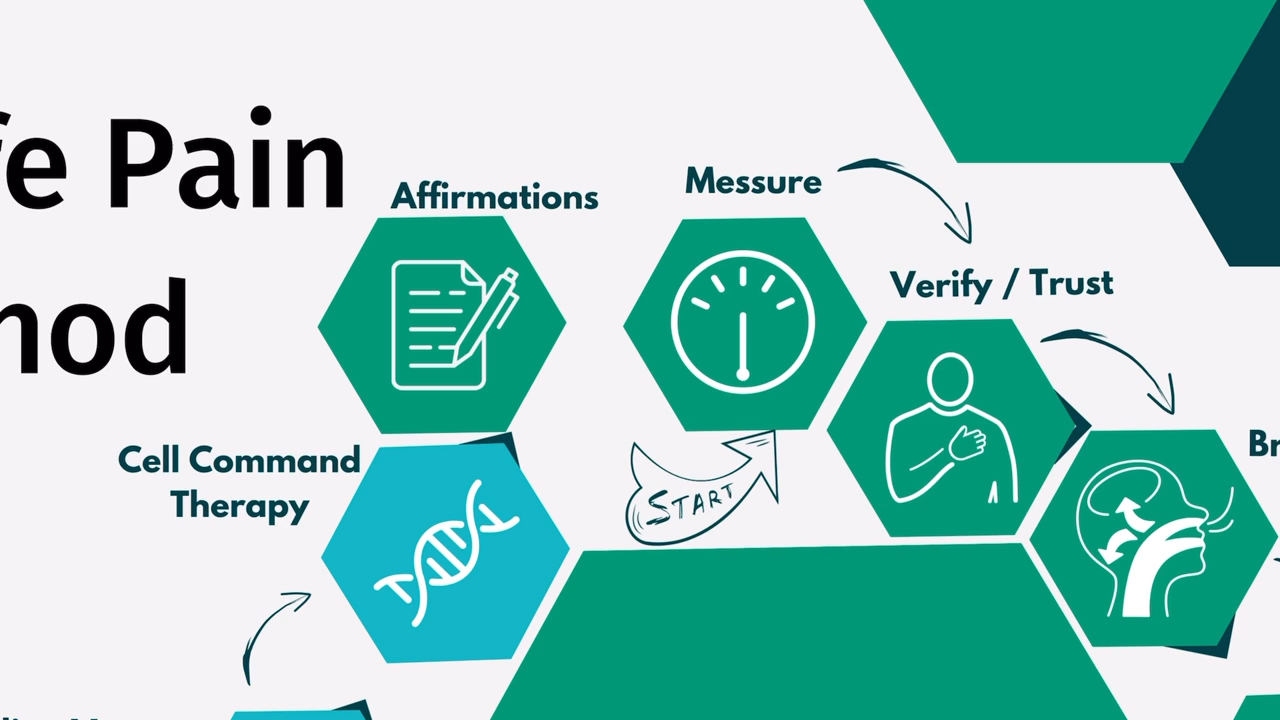 Pain
Affirmations
Messure
Verify / Trust
Cell Command
Therapy
START